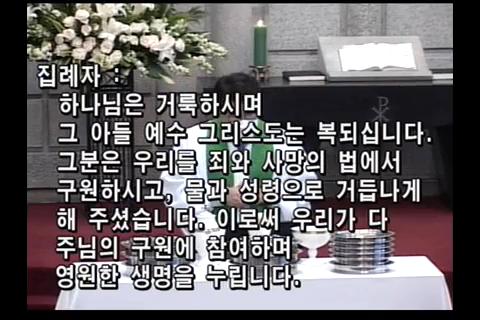 집례자 :
하나님은 거룩하시며
그 아들 예수 그리스도는 복되십니다.
그분은 우리를 죄와 사망의 법에서
구원하시고, 물과 성령으로 거듭나게
해 주셨습니다. 이로써 우리가 다
주님의 구원에 참여하며
영원한 생명을 누립니다.